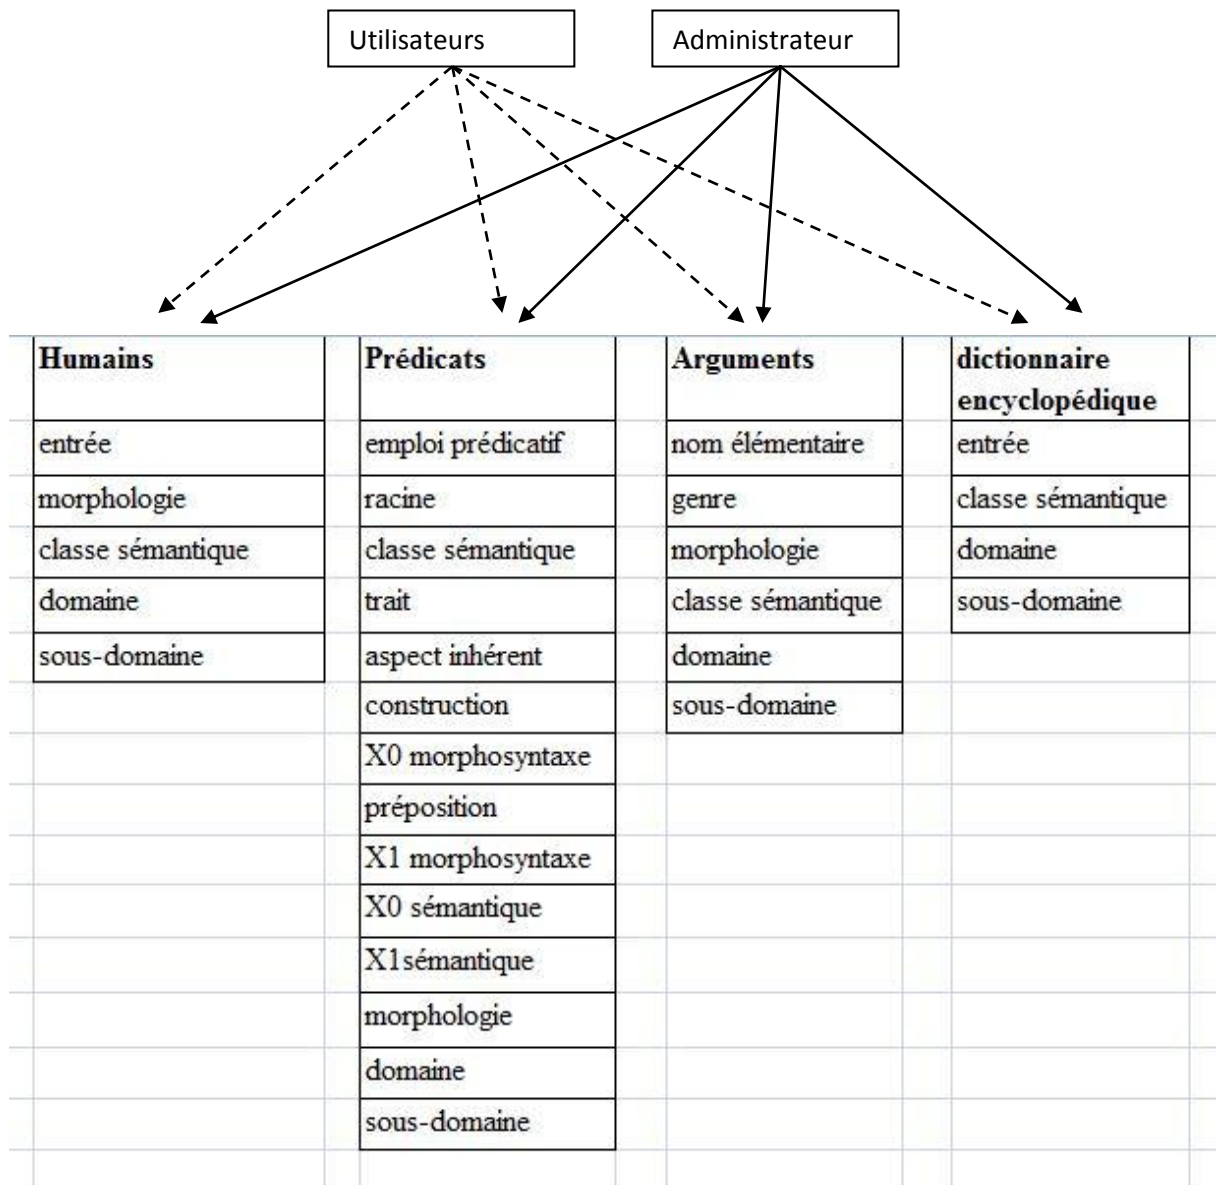 Utilisateurs
Administrateur
Humains
entrée
morphologie
classe sémantique
domaine
sous-domaine
Prédicats
emploi prédicatif
racine
classe sémantique
trait
aspect inhérent
construction
X0 morphosyntaxe
préposition
X1 morphosyntaxe
X0 sémantique
X1sémantique
morphologie
domaine
sous-domaine
Arguments
nom élémentaire
genre
morphologie
classe sémantique
domaine
sous-domaine
dictionnaire
encyclopédique
entrée
classe sémantique
domaine
sous-domaine